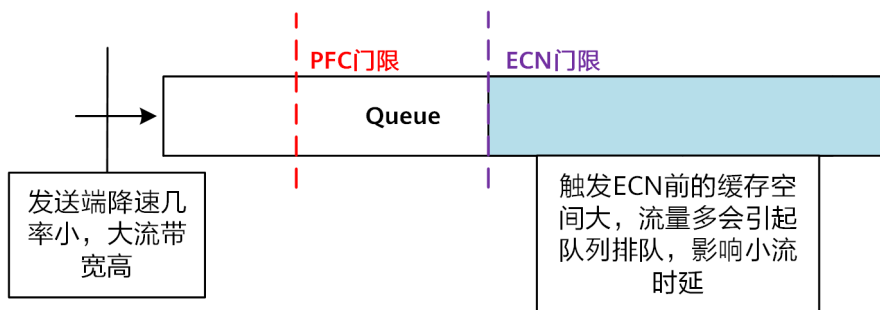 PFC门限
ECN门限
Queue
发送端降速几
率小，大流带
宽高
触发ECN前的缓存空
间大，流量多会引起
队列排队，影响小流
时延